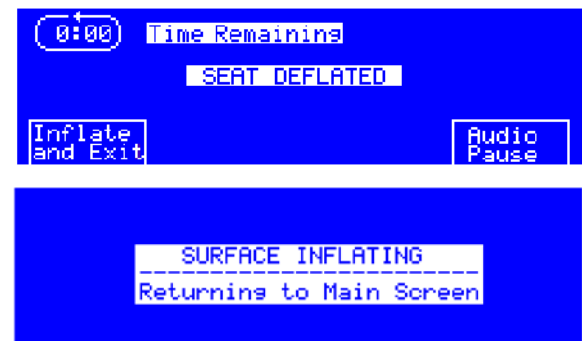 0:00 Time Remaining
SEAT DEFLATED
Inflate
and Exit
Audio
Pause
SURFACE INFLATING
Returning to Main Screen